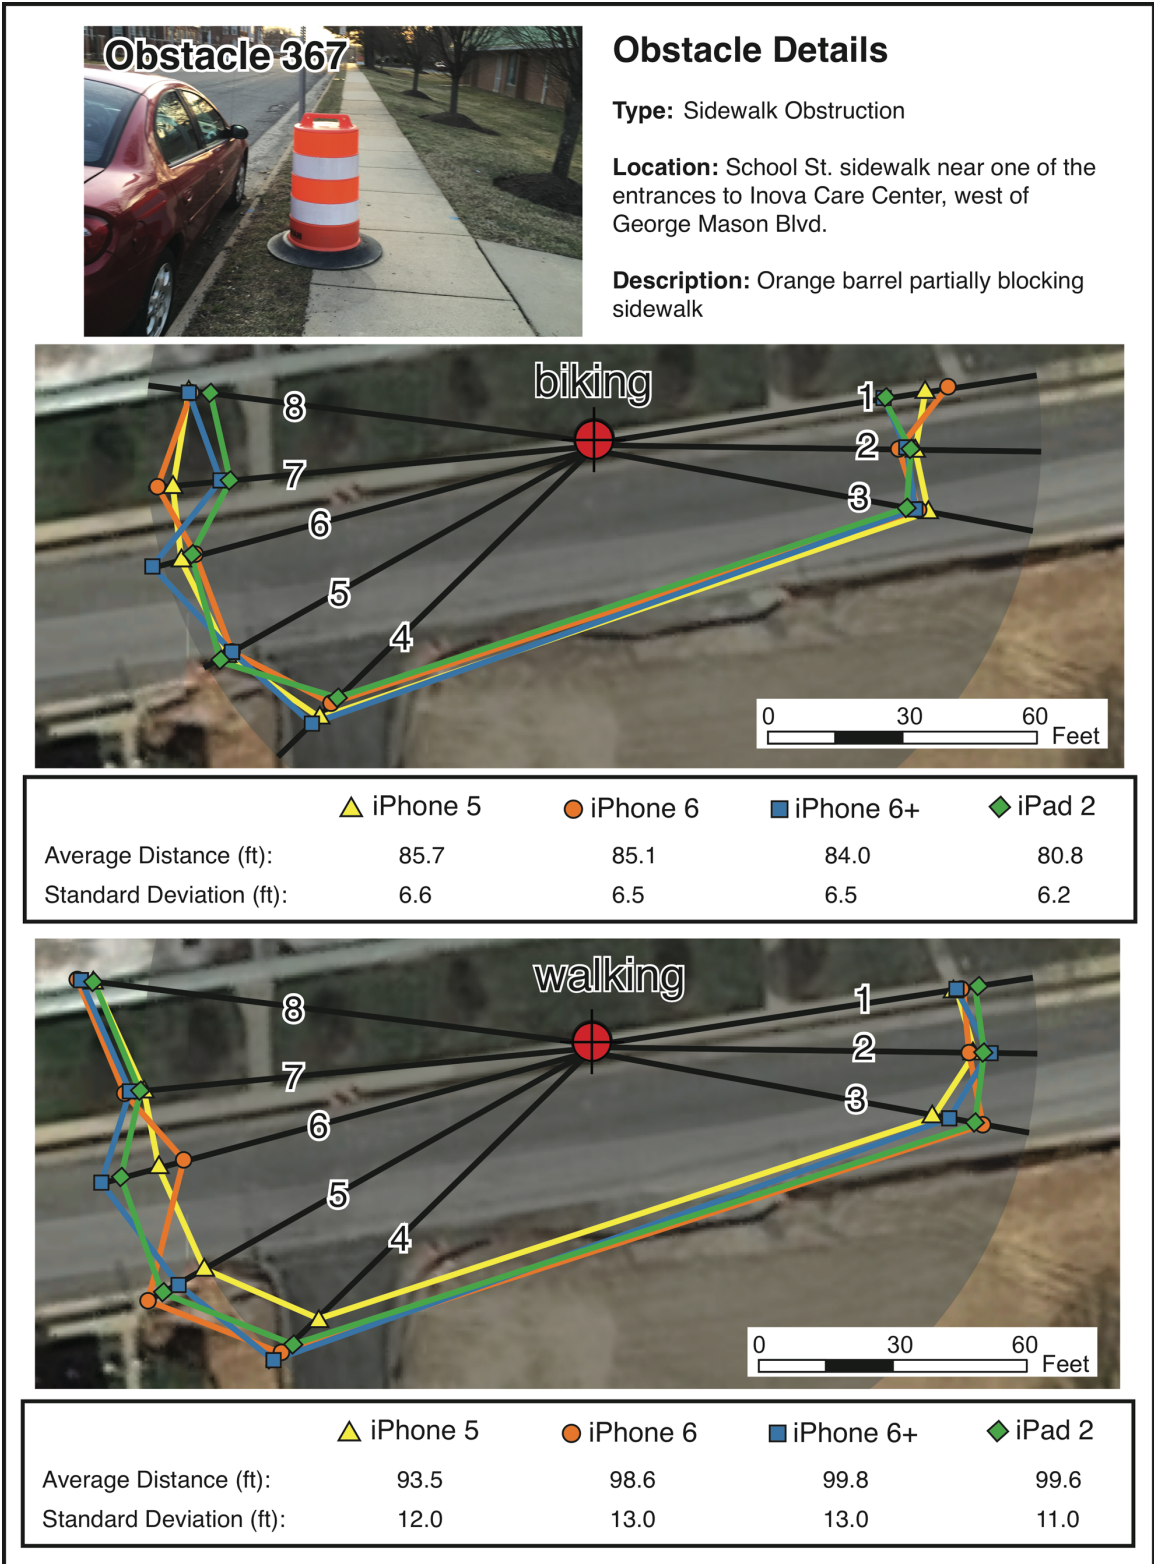 Obstacle 367
Obstacle Details
Type: Sidewalk Obstruction
Location: School St. sidewalk near one of the
entrances to Inova Care Center, west of
George Mason Blvd.
Description: Orange barrel partially blocking
sidewalk
biking
8
7
6
5
4
1
2
3
0 30 60
Feet
iPhone 5 iPhone 6 iPhone 6+ iPad 2
Average Distance (ft): 85.7 85.1 84.0 80.8
Standard Deviation (ft): 6.6 6.5 6.5 6.2
walking
8
7
6
5
4
1
2
3
0 30 60
Feet
iPhone 5 iPhone 6 iPhone 6+ iPad 2
Average Distance (ft): 93.5 98.6 99.8 99.6
Standard Deviation (ft): 12.0 13.0 13.0 11.0